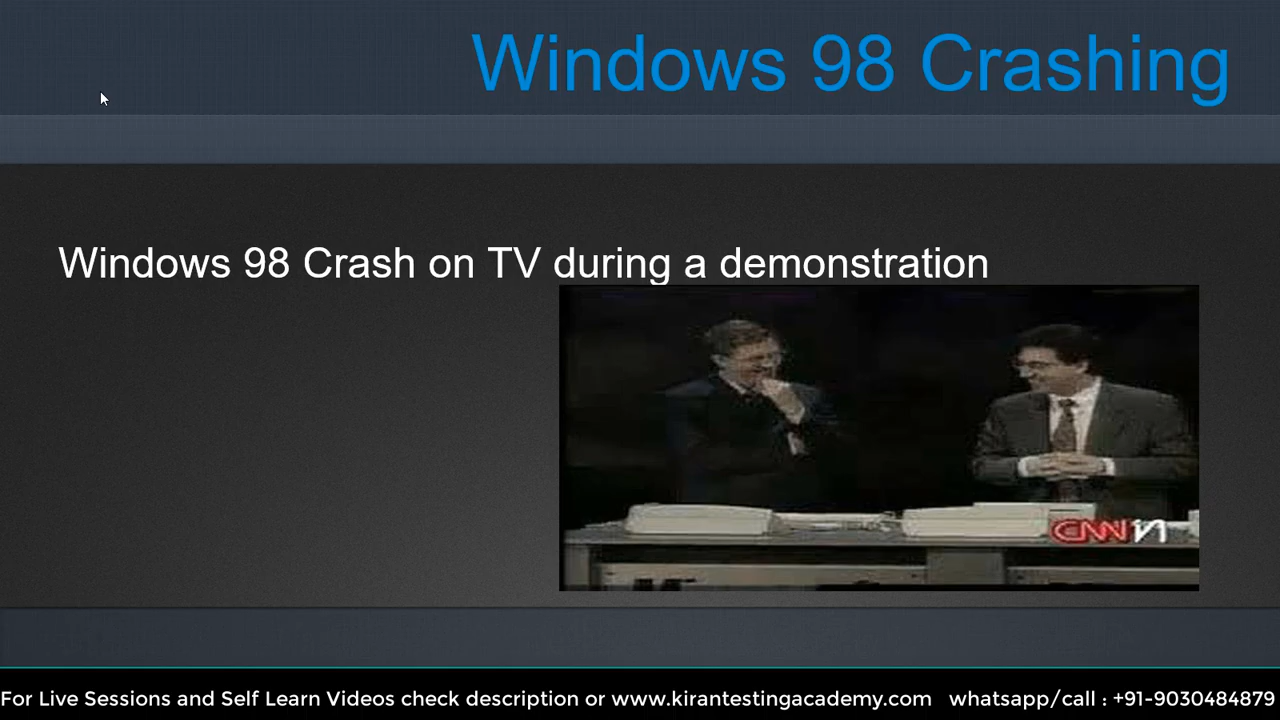 Windows 98 Crashing
Windows 98 Crash on TV during a demonstration
CNN
For Live Sessions and Self Learn Videos check description or www.kirantestingacademy.com whatsapp/call : +91-9030484879